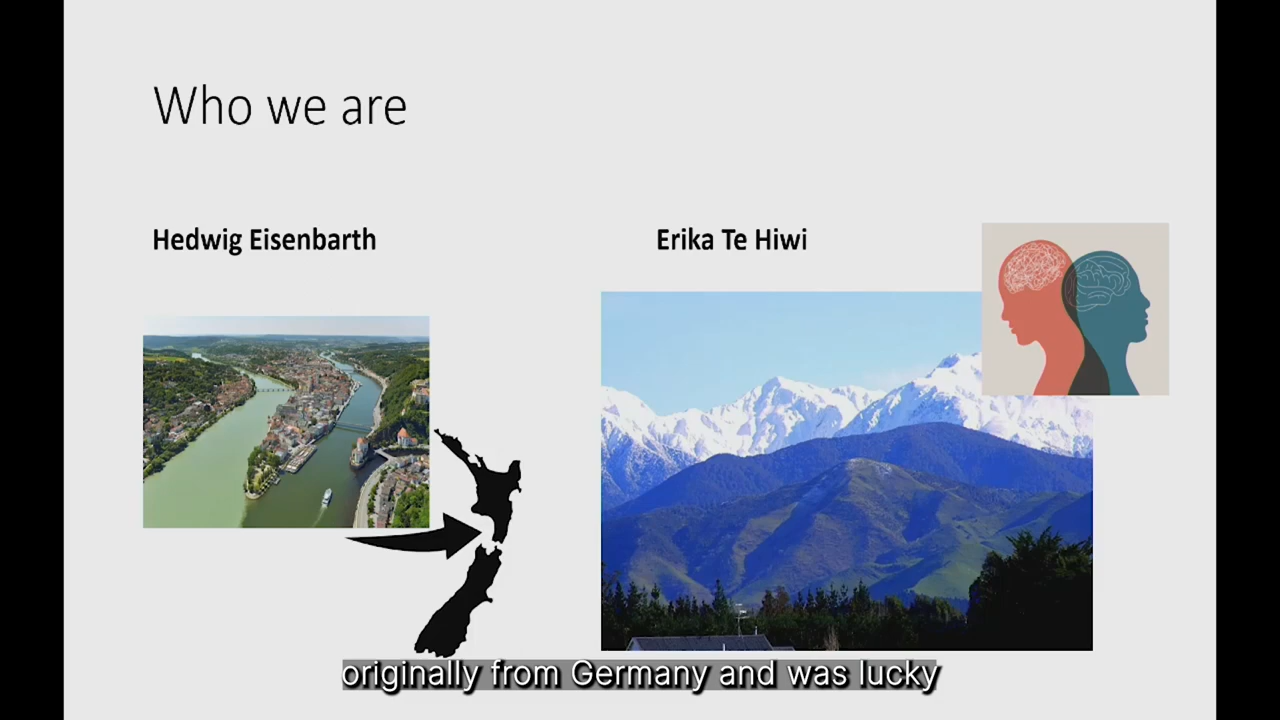 Who we are
Hedwig Eisenbarth
Erika Te Hiwi
originally from Germany and was lucky